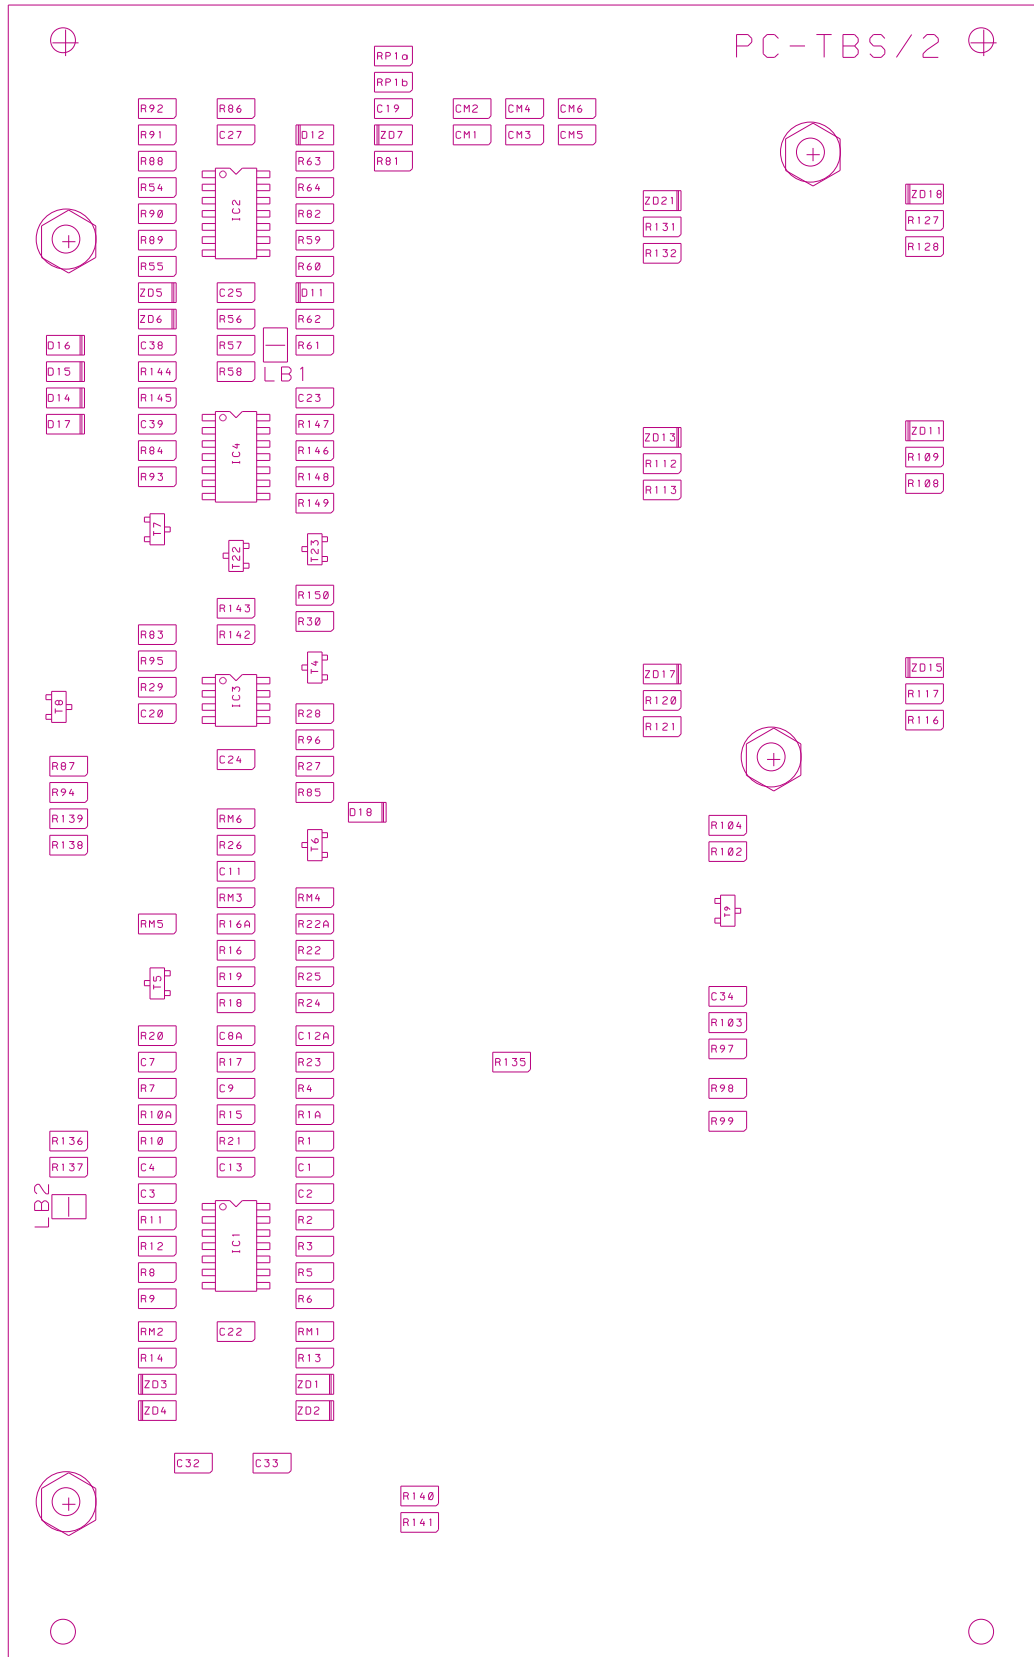 PC-TBS/2
RP1a
RP1b
R92 R86 C19 CM2 CM4 CM6
R91 C27 D12 ZD7 CM1 CM3 CM5
R88 R63 R81
R54 R64 ZD21 ZD18
IC2
R90 R82 R131 R127
R89 R59 R132 R128
R55 R60
ZD5 C25 D11
ZD6 R56 R62
D16 C38 R57 R61
D15 R144 R58 LB1
D14 R145 C23
D17 C39 R147 ZD13 ZD11
R84 IC4 R146 R112 R109
R93 R148 R113 R108
R149
T7 T22 T23
R150
R143 R30
R83 R142
R95 T4 ZD17 ZD15
R29 IC3 R120 R117
T8 C20 R28 R121 R116
R96
C24
R87 R27
R94 R85
D18
R139 RM6 R104
R138 R26 T6 R102
C11
RM3 RM4
RM5 R16A R22A T9
R16 R22
T5 R19 R25
R18 R24 C34
R20 C8A C12A R103
C7 R17 R23 R135 R97
R7 C9 R4 R98
R10A R15 R1A R99
R136 R10 R21 R1
R137 C4 C13 C1
LB2 C3 C2
R11 R2
R12 IC1 R3
R8 R5
R9 R6
RM2 C22 RM1
R14 R13
ZD3 ZD1
ZD4 ZD2
C32 C33
R140
R141